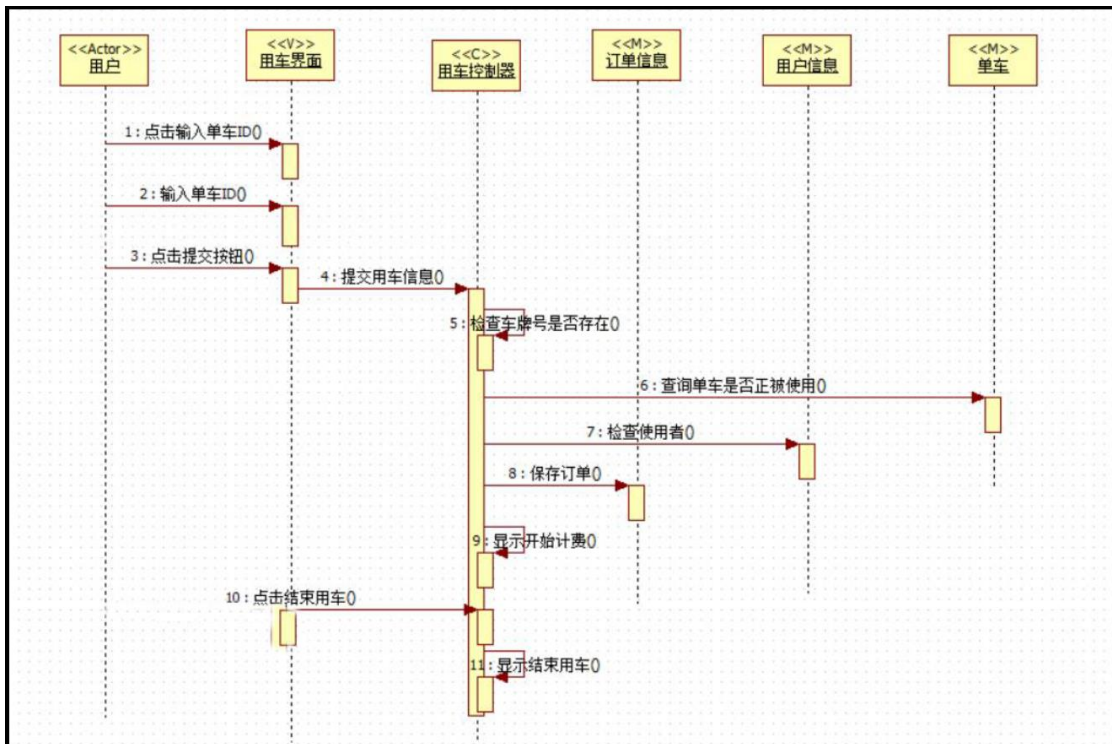 <<Actor>>
用户
<<V>>
用车界面
<<C>>
用车控制器
<<M>>
订单信息
<<M>>
用户信息
<<M>>
单车
1:点击输入单车ID()
2:输入单车ID()
3:点击提交按钮()
4:提交用车信息()
5:检查车牌号是否存在()
6:查询单车是否正被使用()
7:检查使用者()
8:保存订单()
9:显示开始计费()
10:点击结束用车()
11:显示结束用车()